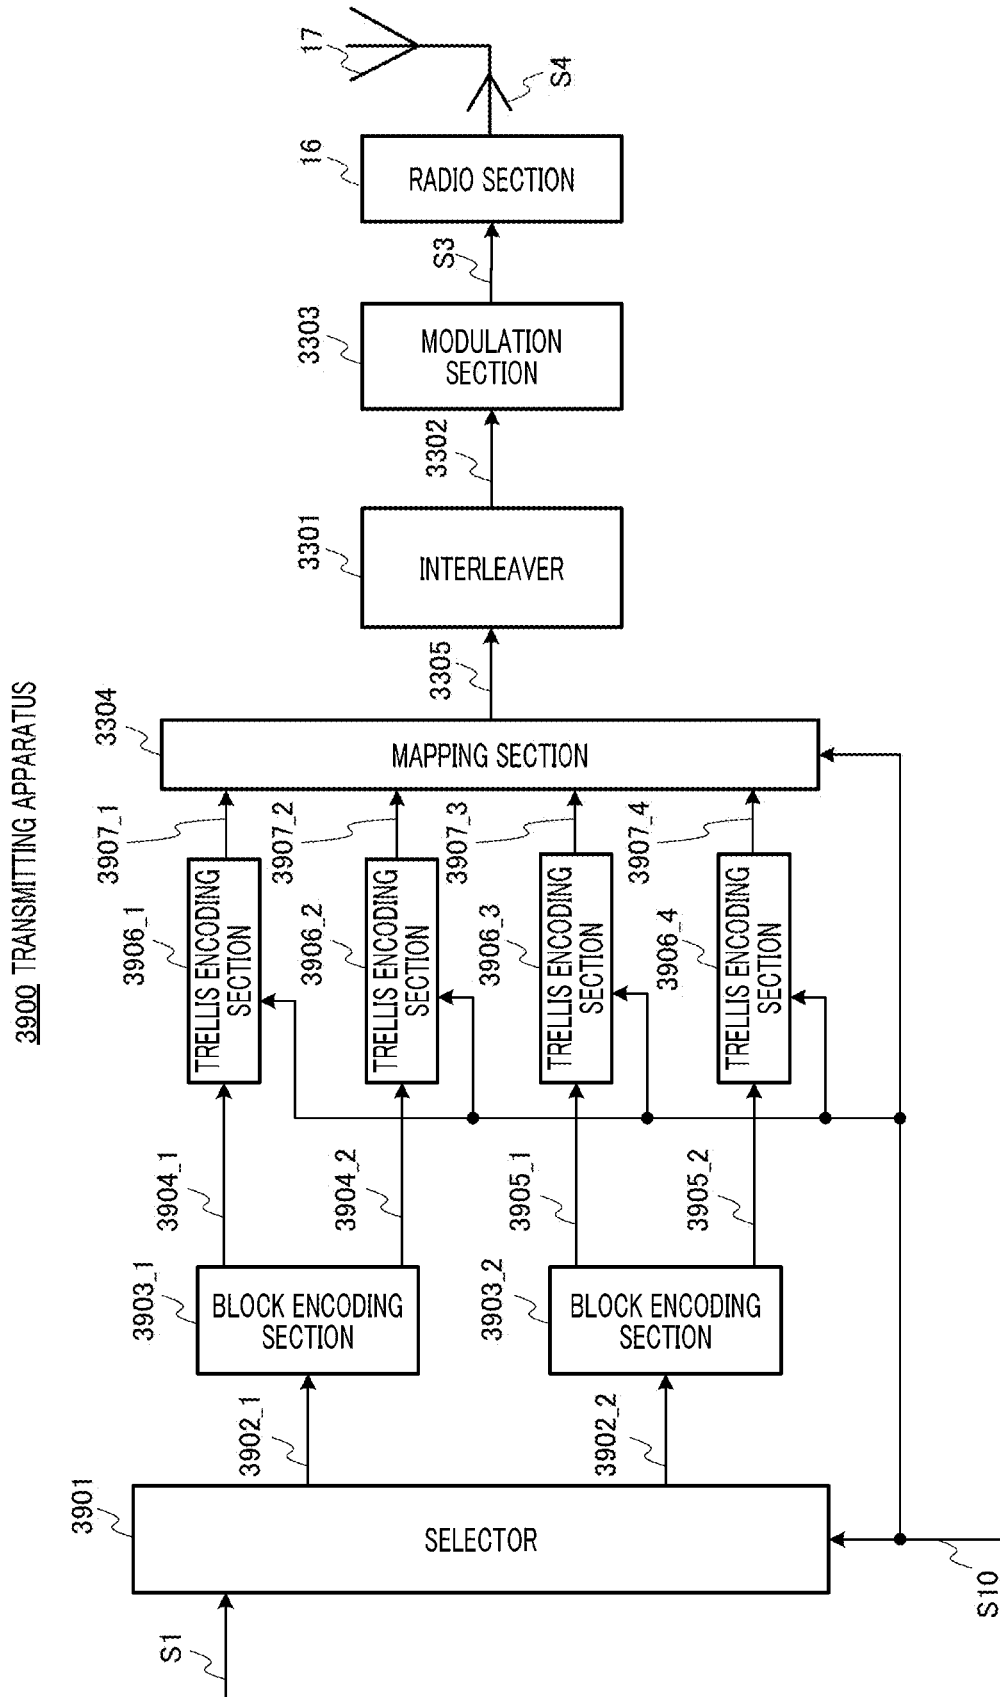 3900 TRANSMITTING APPARATUS
S1
3901
SELECTOR
S10
3902_1
3902_2
3903_1
BLOCK ENCODING
SECTION
3903_2
BLOCK ENCODING
SECTION
3904_1
3904_2
3905_1
3905_2
3906_1
TRELLIS ENCODING
SECTION
3906_2
TRELLIS ENCODING
SECTION
3906_3
TRELLIS ENCODING
SECTION
3906_4
TRELLIS ENCODING
SECTION
3907_1
3907_2
3907_3
3907_4
3304
MAPPING SECTION
3305
3301
INTERLEAVER
3302
3303
MODULATION
SECTION
S3
16
RADIO SECTION
S4
17